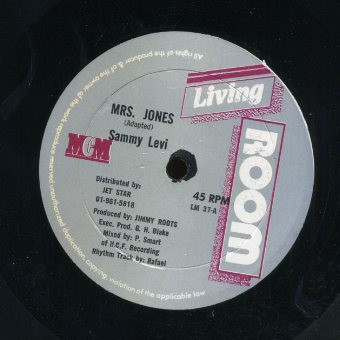 All rights of the producer & of the owner of the work reproduced reserved unauthorised duplication copying, violation of the applicable law
Living
ROOM
MRS. JONES
(Adapted)
Sammy Levi
MGM
Distributed by:
JET STAR
01-961-5818
45 RPM
LM 37-A
Produced by: JIMMY ROOTS
Exec. Prod. G. H. Blake
Mixed by: P. Smart
of H.C.F. Recording
Rhythm Track by: Rafael